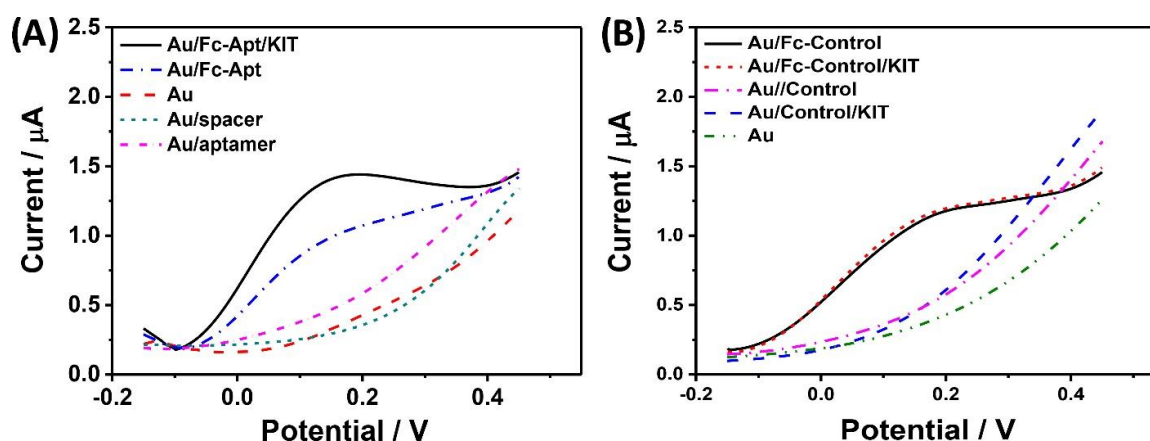 (A)
2.5
2.0
1.5
1.0
0.5
0.0
Current / μA
Au/Fc-Apt/KIT
Au/Fc-Apt
Au
Au/spacer
Au/aptamer
-0.2 0.0 0.2 0.4
Potential / V
(B)
2.5
2.0
1.5
1.0
0.5
0.0
Current / μA
Au/Fc-Control
Au/Fc-Control/KIT
Au//Control
Au/Control/KIT
Au
-0.2 0.0 0.2 0.4
Potential / V